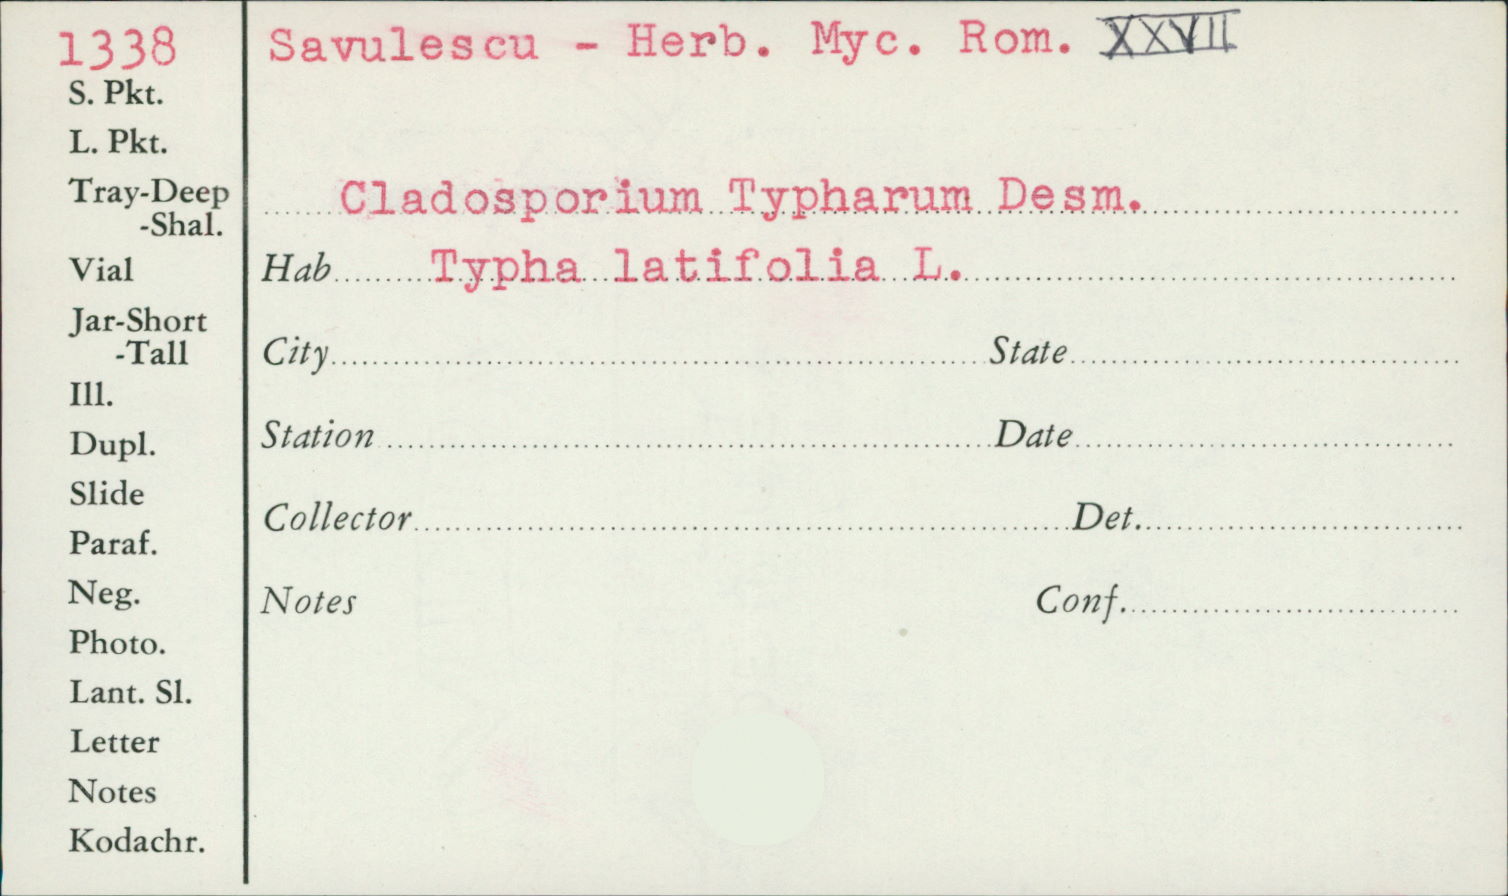 1338 Savulescu - Herb. Myc. Rom. XXVII
S. Pkt.
L. Pkt.
Tray-Deep
-Shal.
Cladosporium Typharum Desm.
Vial
Hab Typha latifolia L.
Jar-Short
-Tall
City State
Ill.
Dupl.
Station Date
Slide
Collector Det.
Paraf.
Neg.
Notes Conf.
Photo.
Lant. Sl.
Letter
Notes
Kodachr.